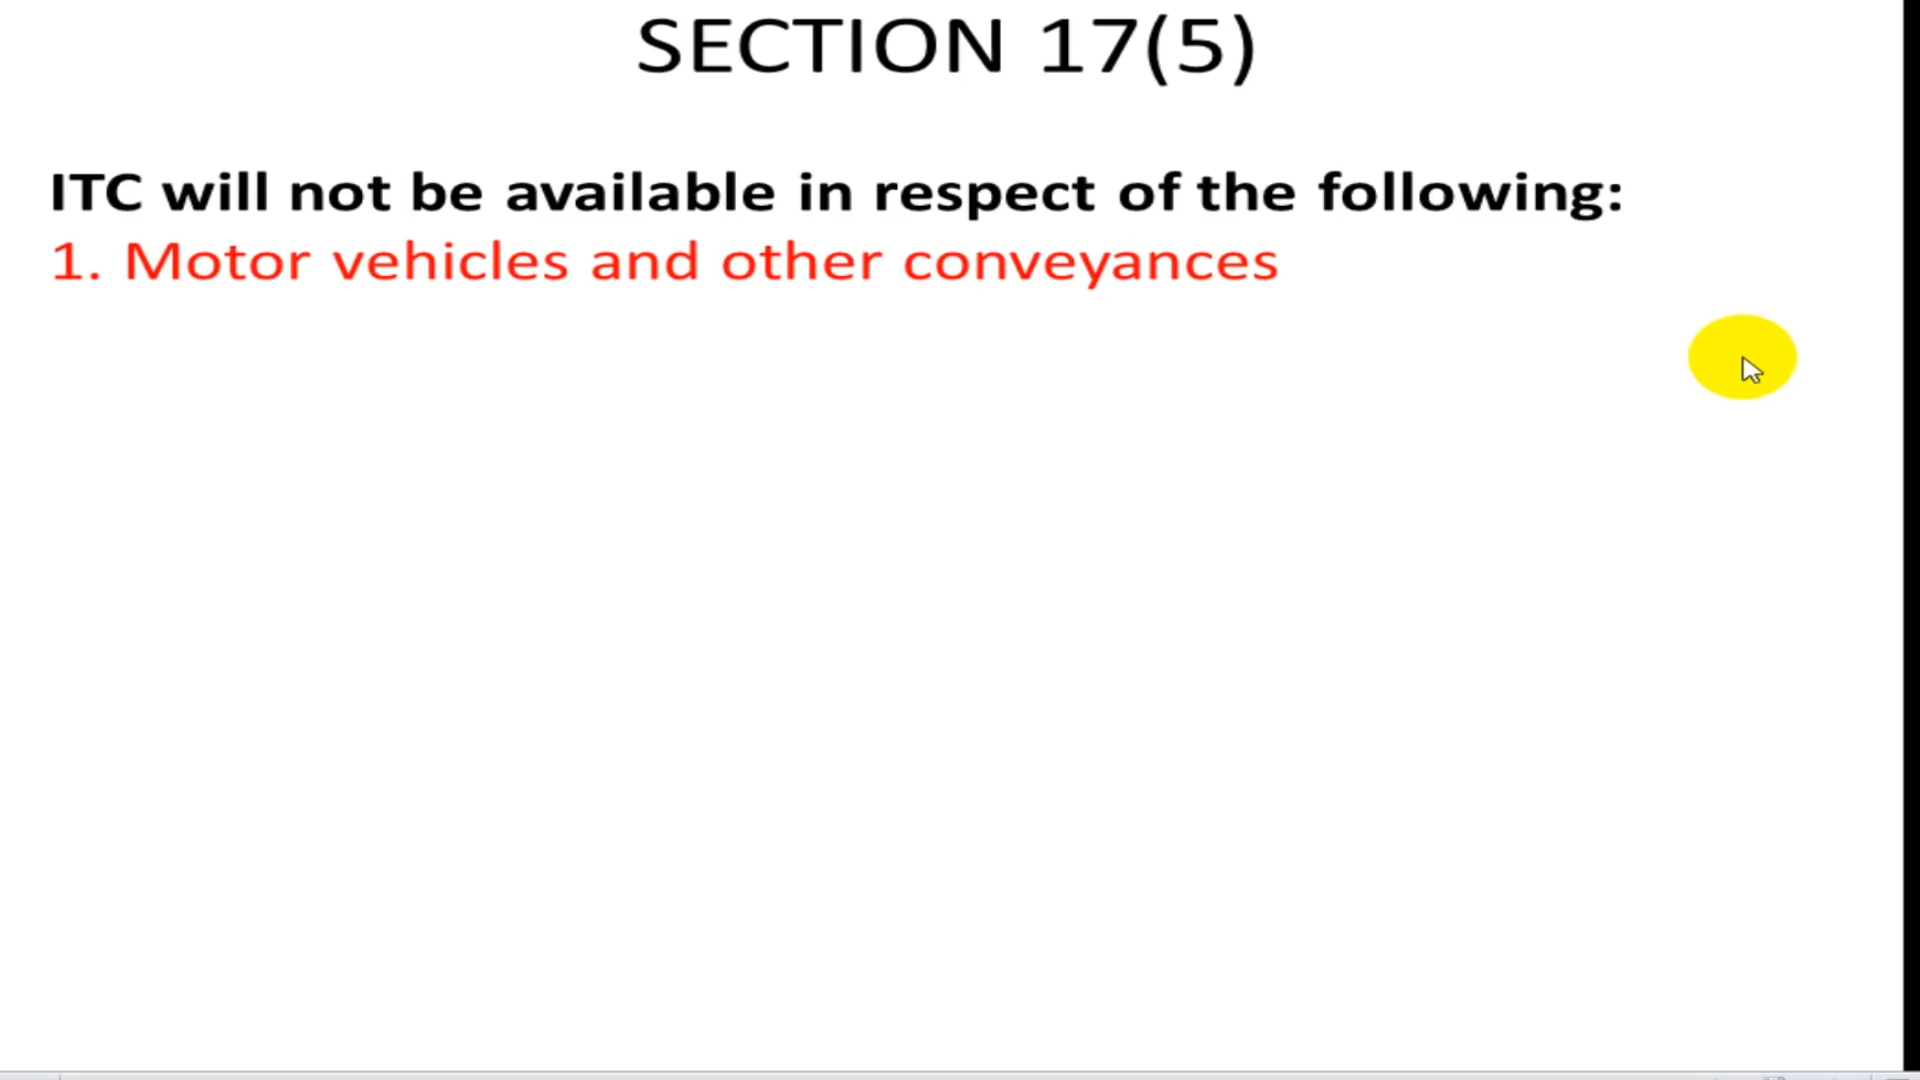 SECTION 17(5)
ITC will not be available in respect of the following:
1. Motor vehicles and other conveyances